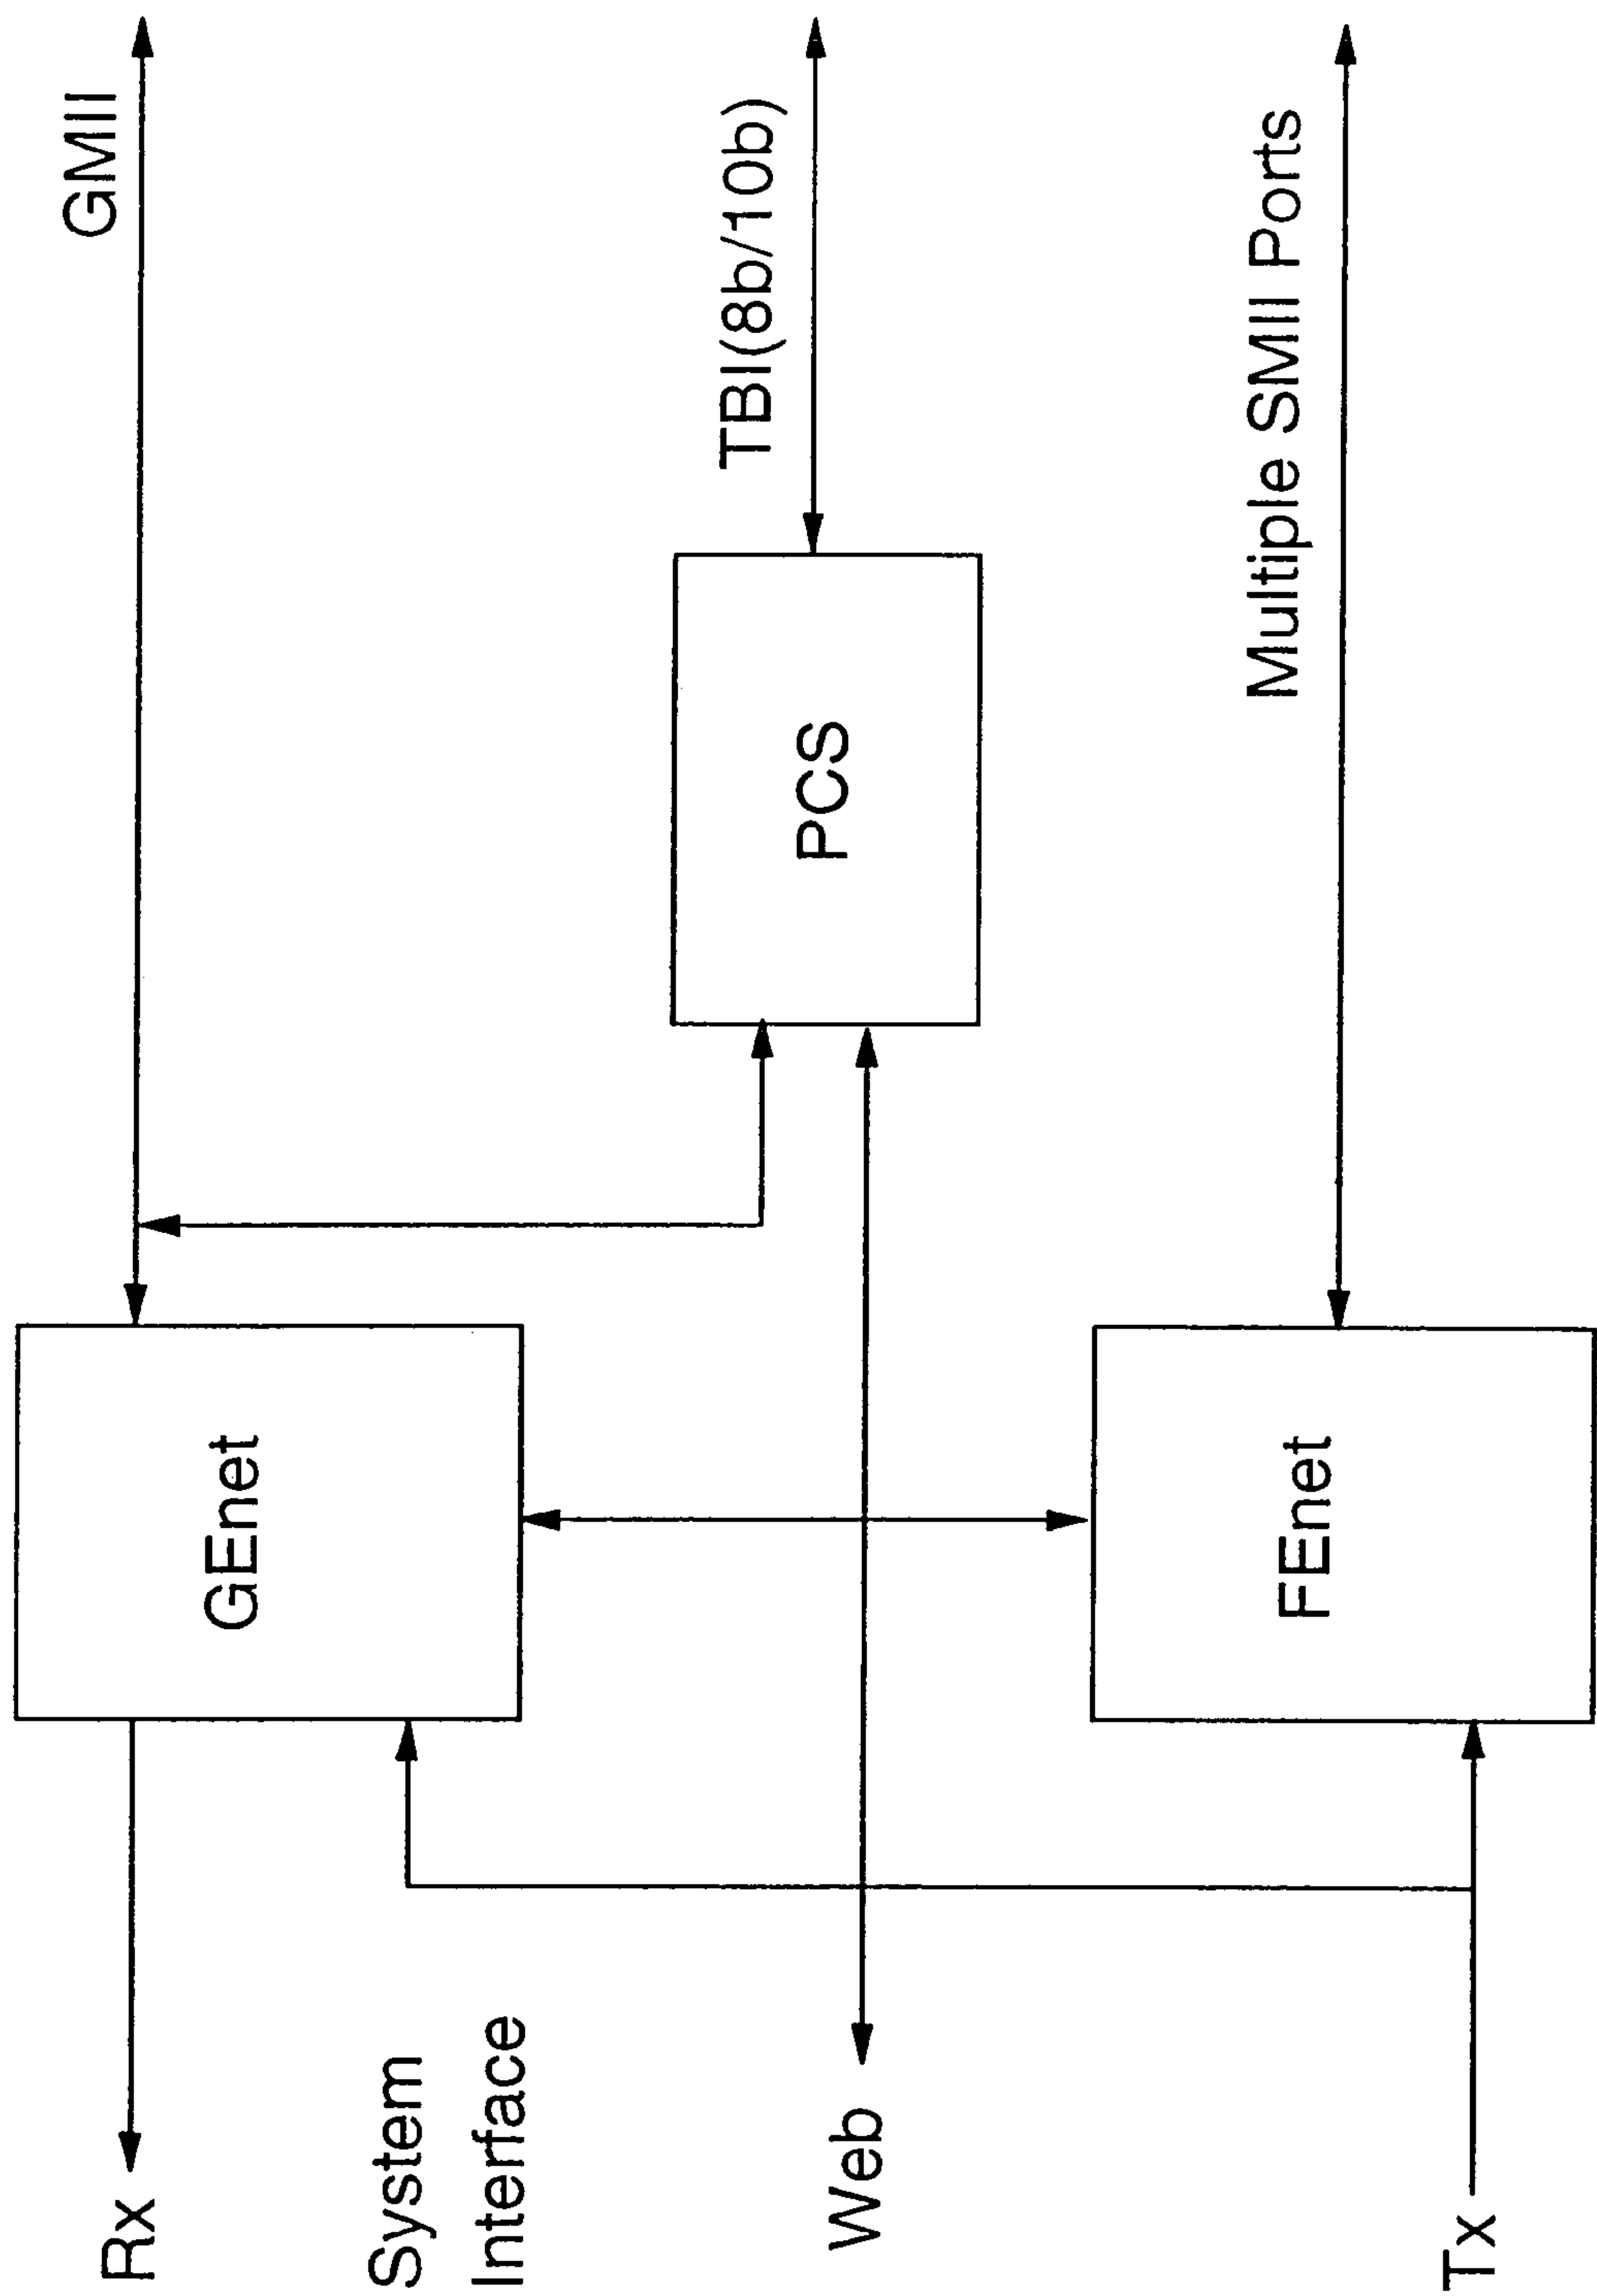 Rx
GEnet
GMII
System
Interface
TBI(8b/10b)
PCS
Web
FEnet
Multiple SMII Ports
Tx